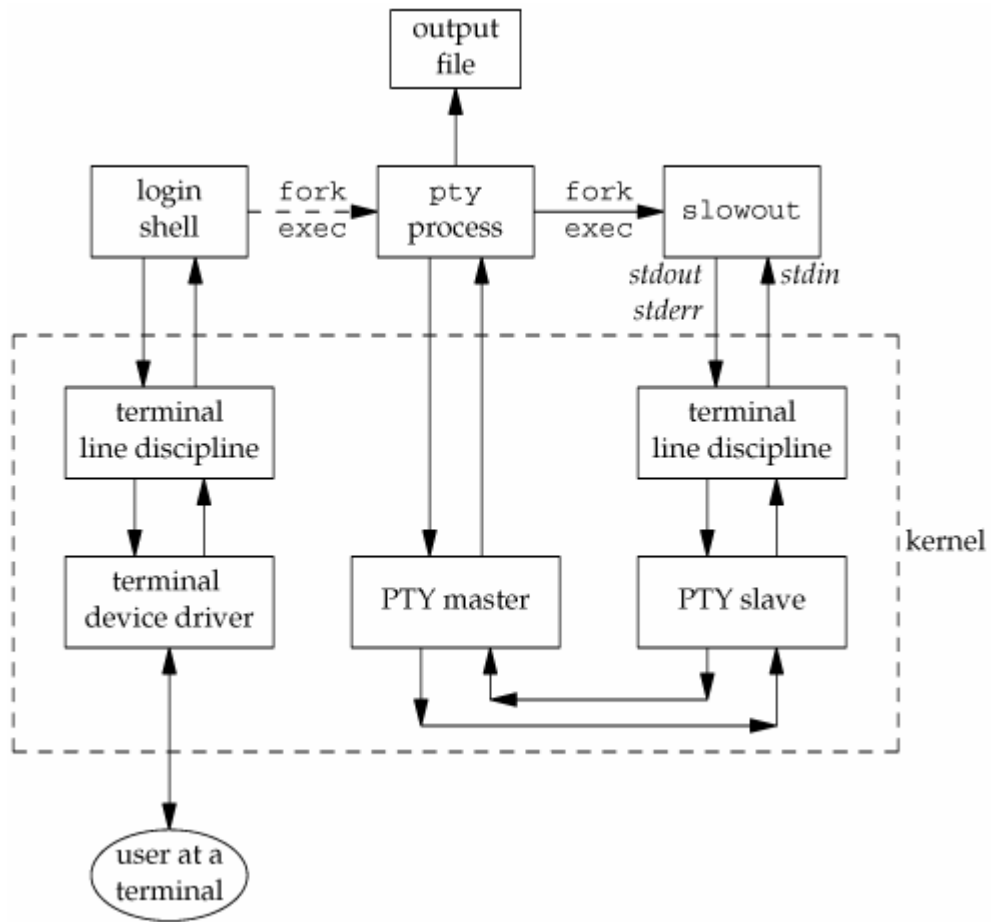 output
file
login
shell
fork
exec
pty
process
fork
exec
slowout
stdout
stderr
stdin
terminal
line discipline
terminal
line discipline
kernel
terminal
device driver
PTY master
PTY slave
user at a
terminal